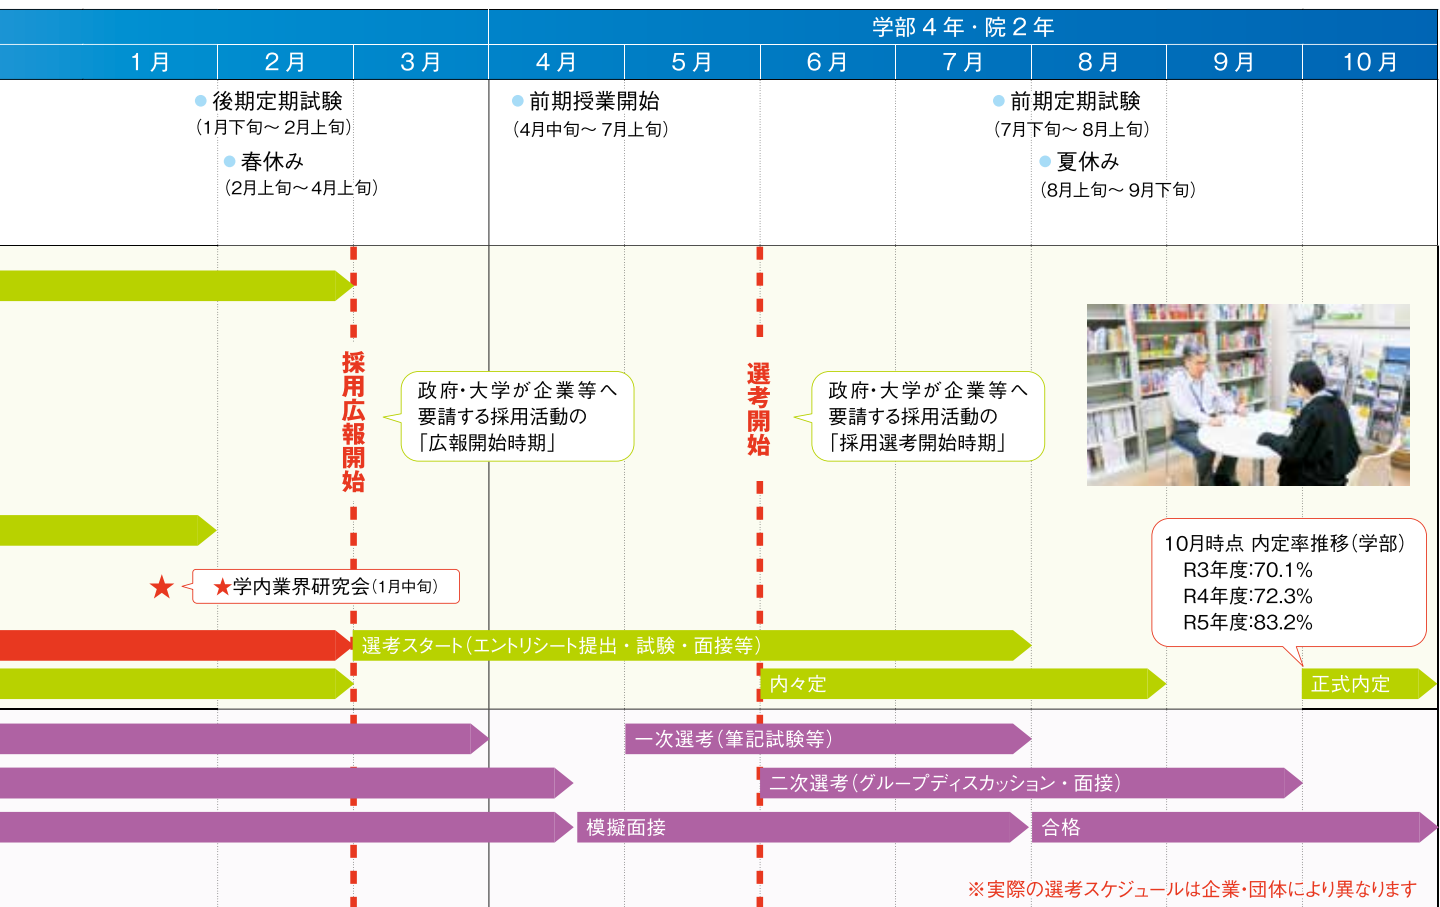 学部4年・院2年
1月 2月 3月 4月 5月 6月 7月 8月 9月 10月
後期定期試験
（1月下旬～2月上旬）
春休み
（2月上旬～4月上旬）
前期授業開始
（4月中旬～7月上旬）
前期定期試験
（7月下旬～8月上旬）
夏休み
（8月上旬～9月下旬）
採用広報開始
政府・大学が企業等へ
要請する採用活動の
「広報開始時期」
選考開始
政府・大学が企業等へ
要請する採用活動の
「採用選考開始時期」
10月時点 内定率推移（学部）
R3年度:70.1%
R4年度:72.3%
R5年度:83.2%
★ ★学内業界研究会（1月中旬）
選考スタート（エントリシート提出・試験・面接等）
内々定
正式内定
一次選考（筆記試験等）
二次選考（グループディスカッション・面接）
模擬面接
合格
※実際の選考スケジュールは企業・団体により異なります